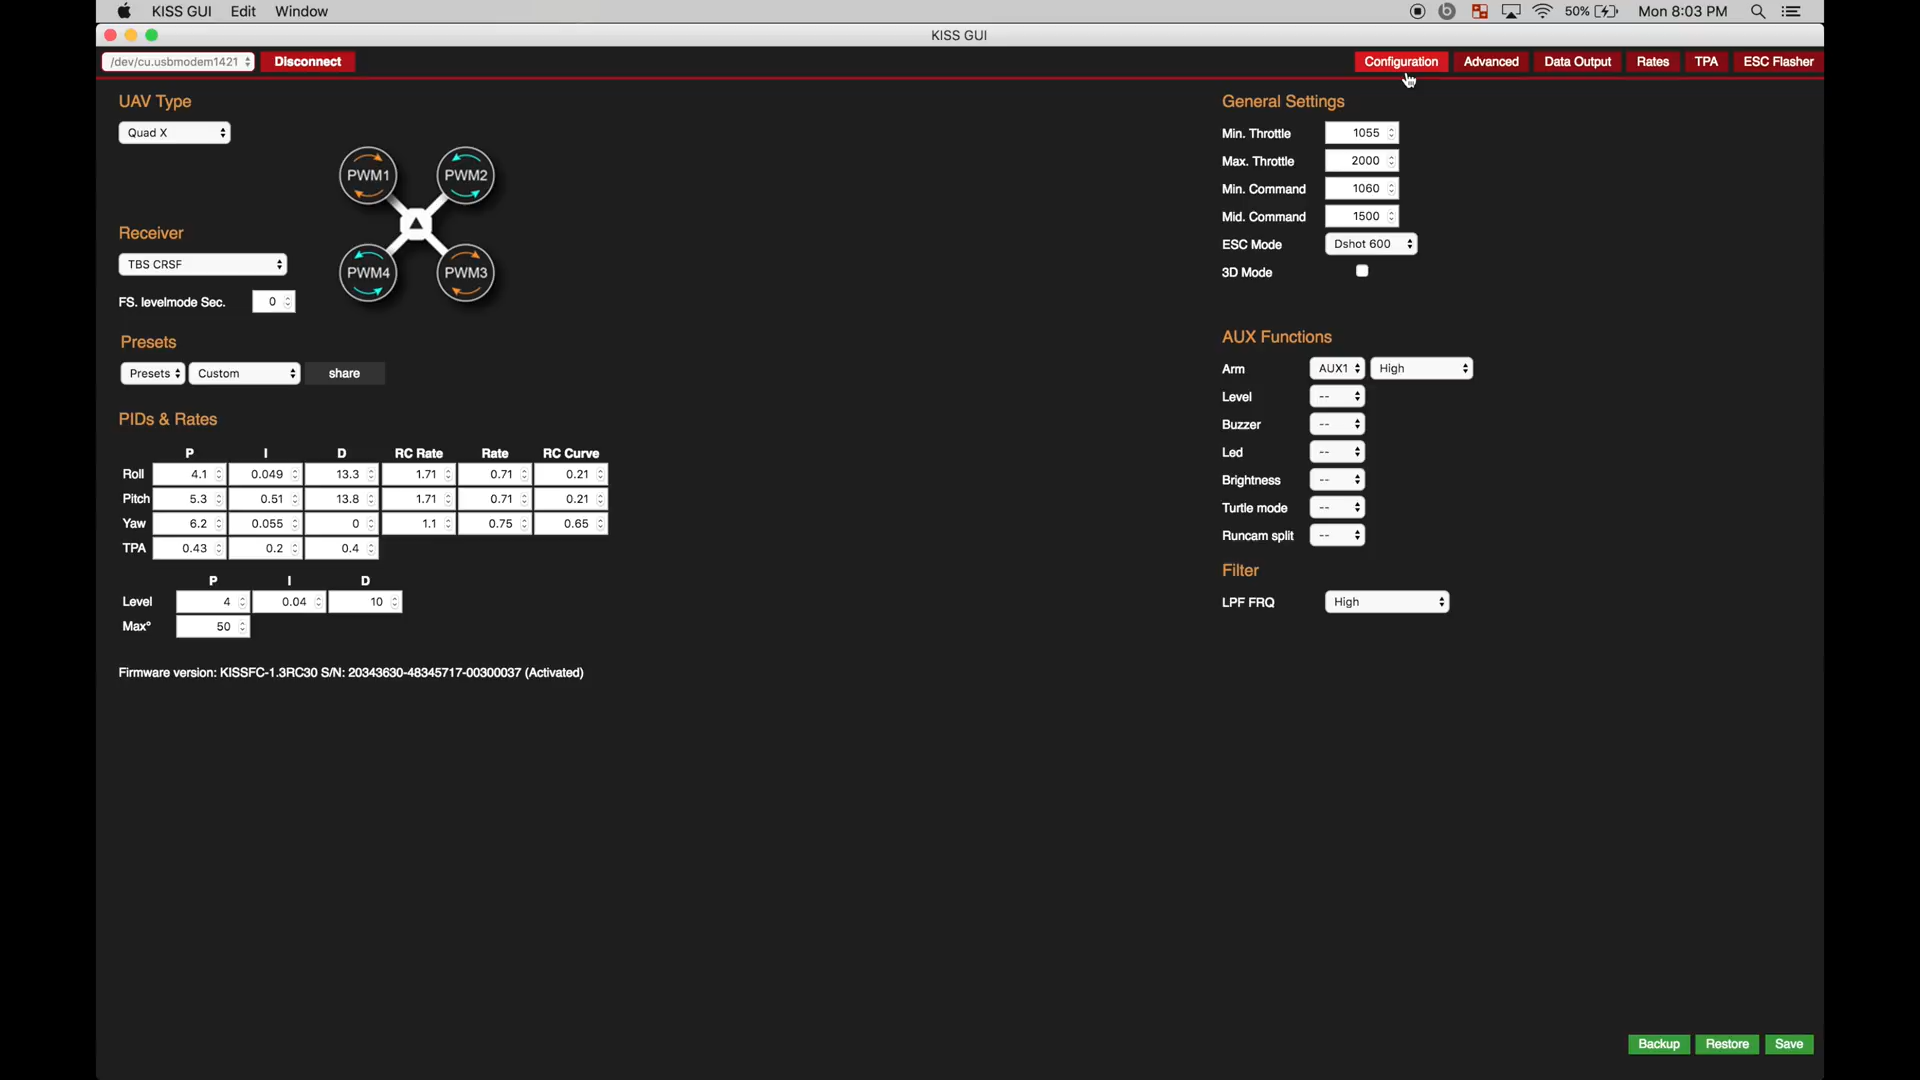 KISS GUI Edit Window 50% Mon 8:03 PM
KISS GUI
/dev/cu.usbmodem1421 Disconnect Configuration Advanced Data Output Rates TPA ESC Flasher
UAV Type
Quad X
PWM1 PWM2
PWM4 PWM3
Receiver
TBS CRSF
FS. levelmode Sec. 0
Presets
Presets Custom share
PIDs & Rates
P I D RC Rate Rate RC Curve
Roll 4.1 0.049 13.3 1.71 0.71 0.21
Pitch 5.3 0.51 13.8 1.71 0.71 0.21
Yaw 6.2 0.055 0 1.1 0.75 0.65
TPA 0.43 0.2 0.4
P I D
Level 4 0.04 10
Max° 50
Firmware version: KISSFC-1.3RC30 S/N: 20343630-48345717-00300037 (Activated)
General Settings
Min. Throttle 1055
Max. Throttle 2000
Min. Command 1060
Mid. Command 1500
ESC Mode Dshot 600
3D Mode
AUX Functions
Arm AUX1 High
Level --
Buzzer --
Led --
Brightness --
Turtle mode --
Runcam split --
Filter
LPF FRQ High
Backup Restore Save